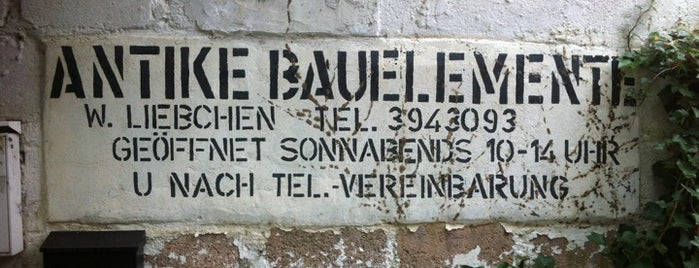 ANTIKE BAUELEMENTE
W. LIEBCHEN TEL. 3943093
GEÖFFNET SONNABENDS 10-14 UHR
U NACH TEL.-VEREINBARUNG